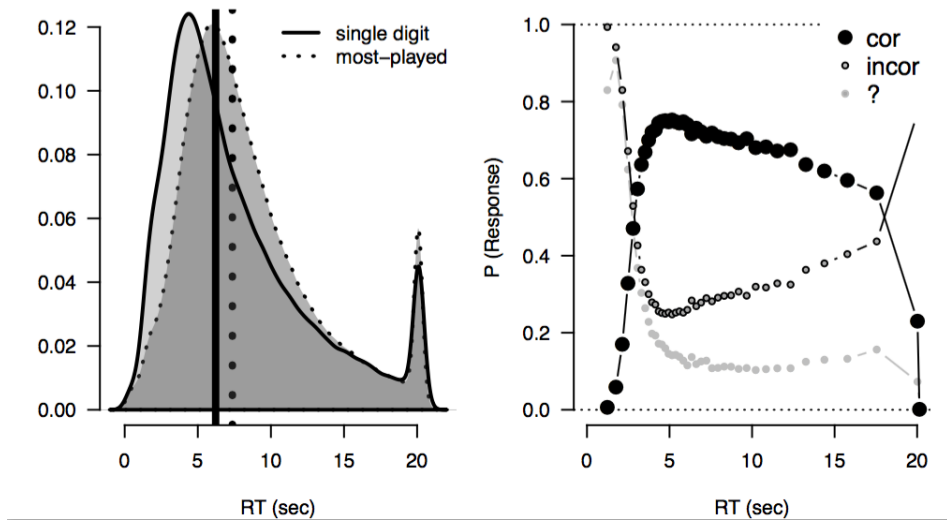 0.12
0.10
0.08
0.06
0.04
0.02
0.00
0 5 10 15 20
RT (sec)
single digit
most−played
1.0
0.8
0.6
0.4
0.2
0.0
P (Response)
0 5 10 15 20
RT (sec)
cor
incor
?